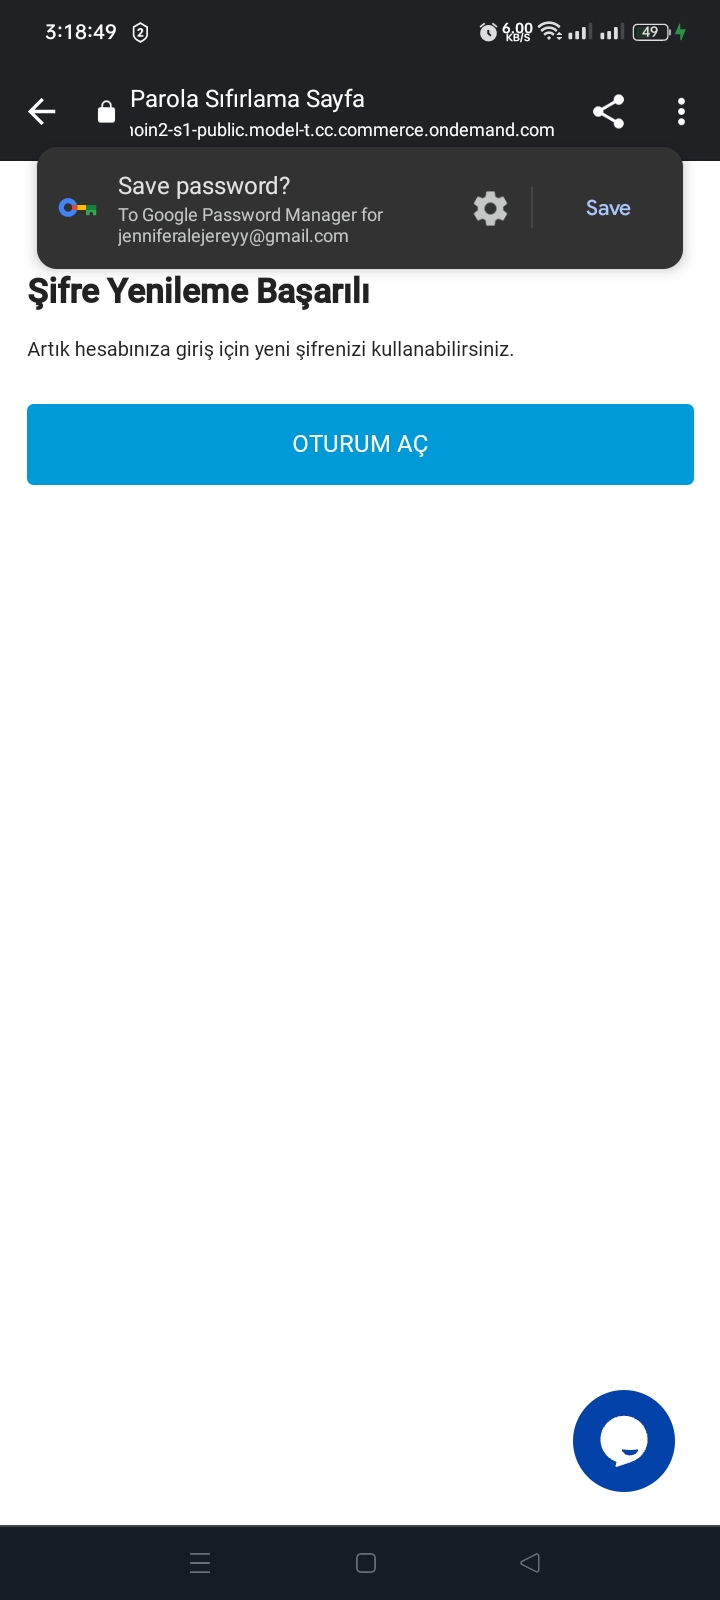 3:18:49 2 6.00 KB/S 49
Parola Sıfırlama Sayfa
noin2-s1-public.model-t.cc.commerce.ondemand.com
Save password?
To Google Password Manager for
jenniferalejereyy@gmail.com
Save
Şifre Yenileme Başarılı
Artık hesabınıza giriş için yeni şifrenizi kullanabilirsiniz.
OTURUM AÇ